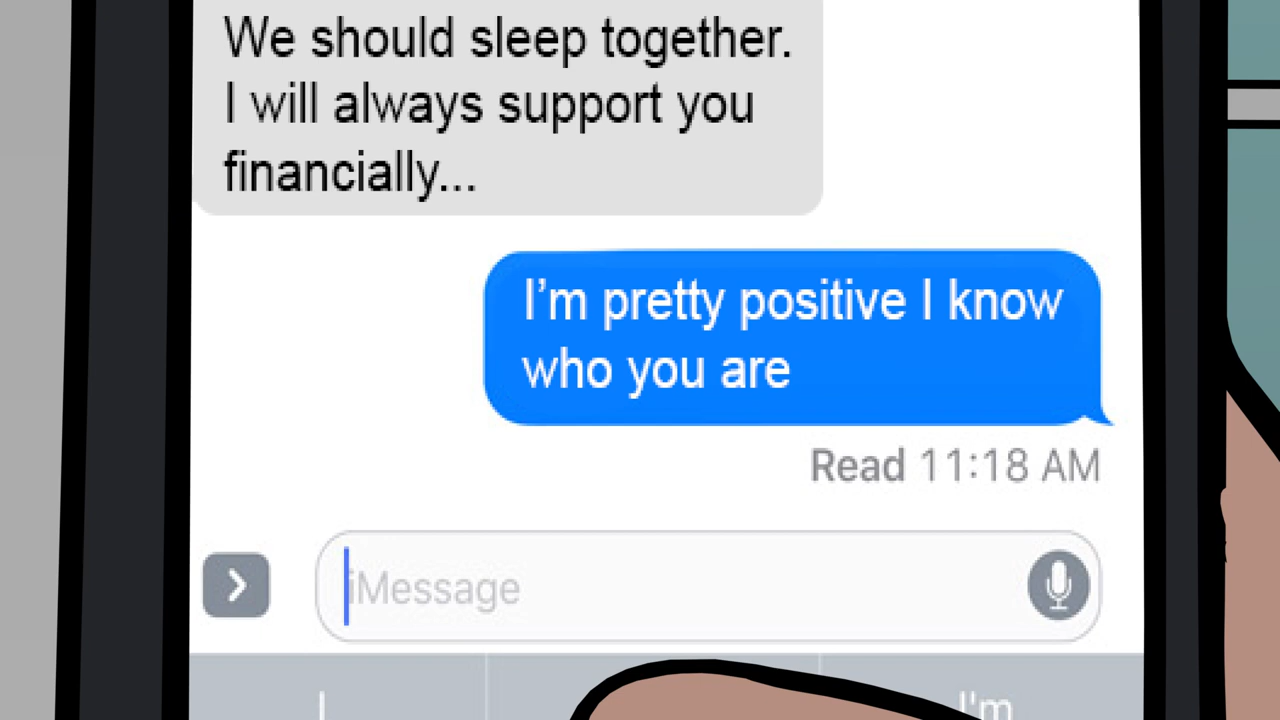 We should sleep together.
I will always support you
financially...
I'm pretty positive I know
who you are
Read 11:18 AM
iMessage
I'm